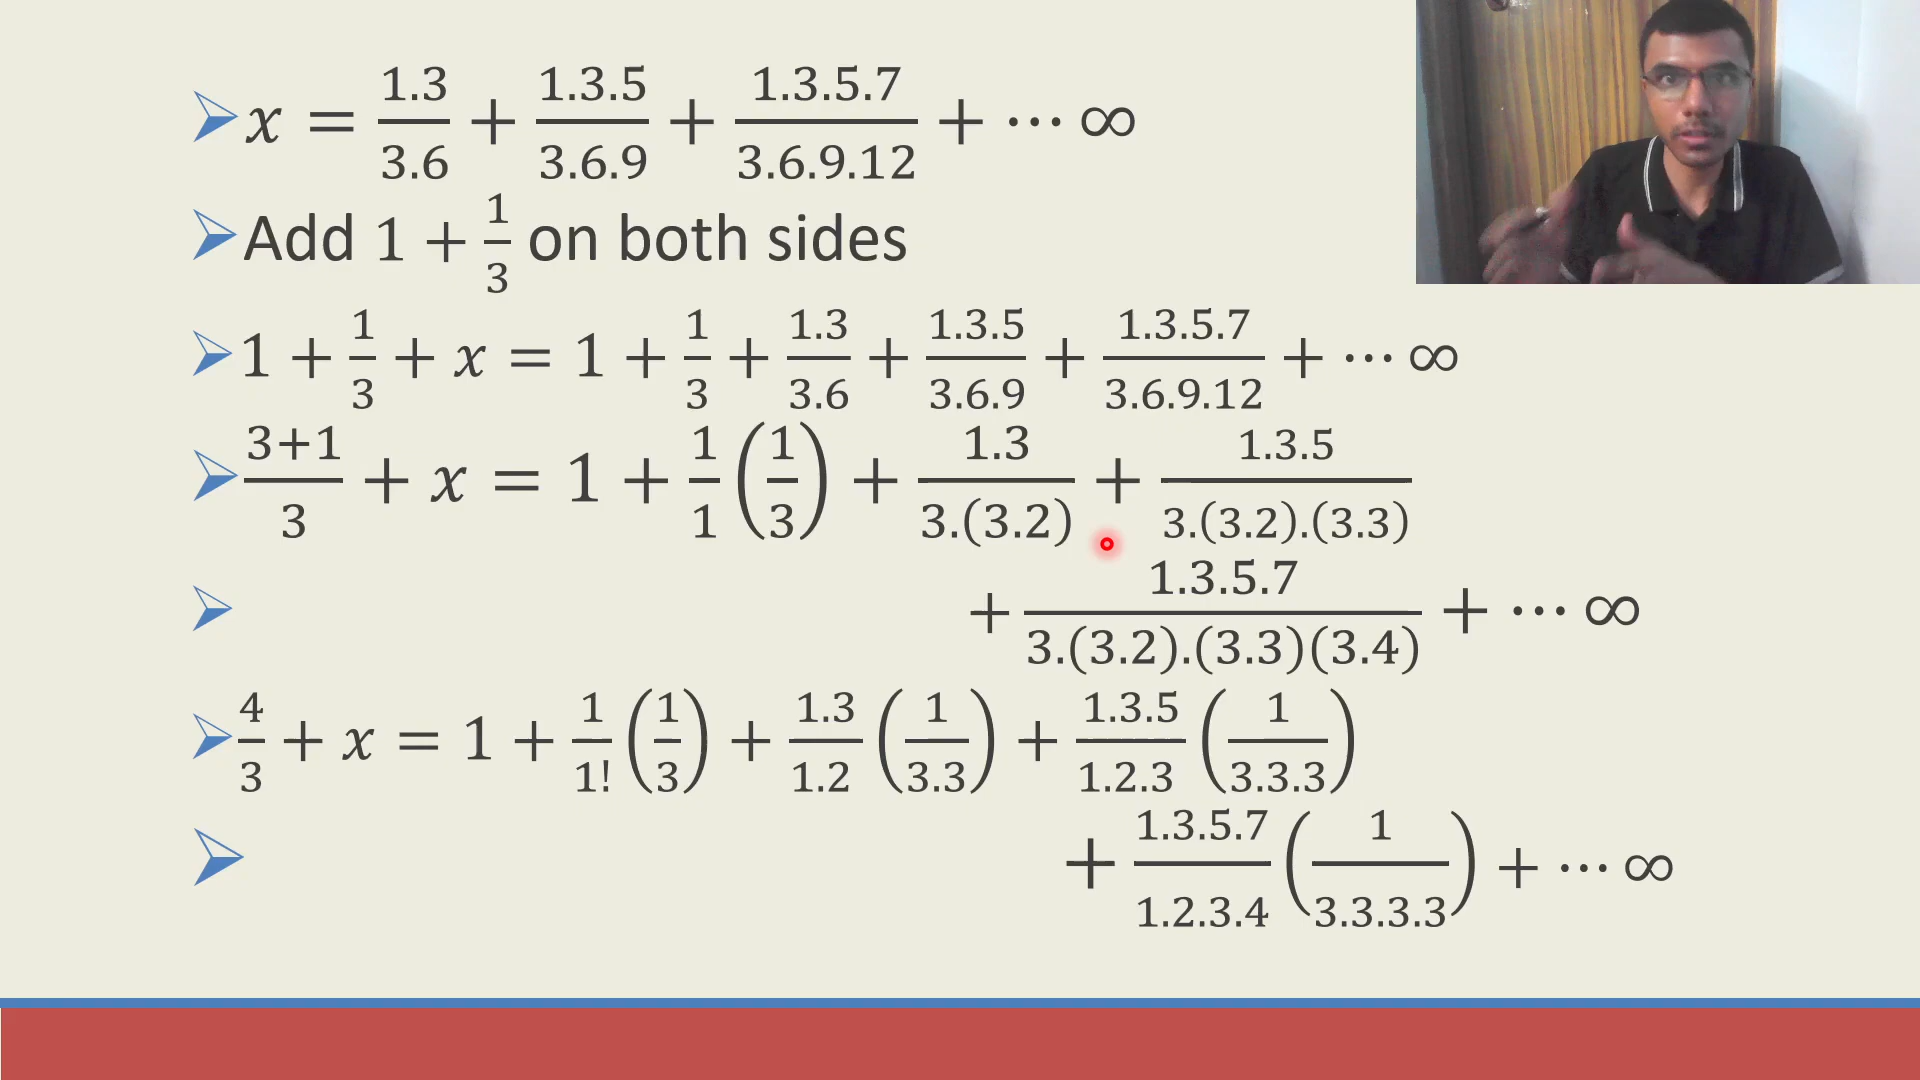 x = 1.3/3.6 + 1.3.5/3.6.9 + 1.3.5.7/3.6.9.12 + ⋯ ∞
Add 1 + 1/3 on both sides
1 + 1/3 + x = 1 + 1/3 + 1.3/3.6 + 1.3.5/3.6.9 + 1.3.5.7/3.6.9.12 + ⋯ ∞
3+1/3 + x = 1 + 1/1 (1/3) + 1.3/3.(3.2) + 1.3.5/3.(3.2).(3.3)
+ 1.3.5.7/3.(3.2).(3.3)(3.4) + ⋯ ∞
4/3 + x = 1 + 1/1! (1/3) + 1.3/1.2 (1/3.3) + 1.3.5/1.2.3 (1/3.3.3)
+ 1.3.5.7/1.2.3.4 (1/3.3.3.3) + ⋯ ∞